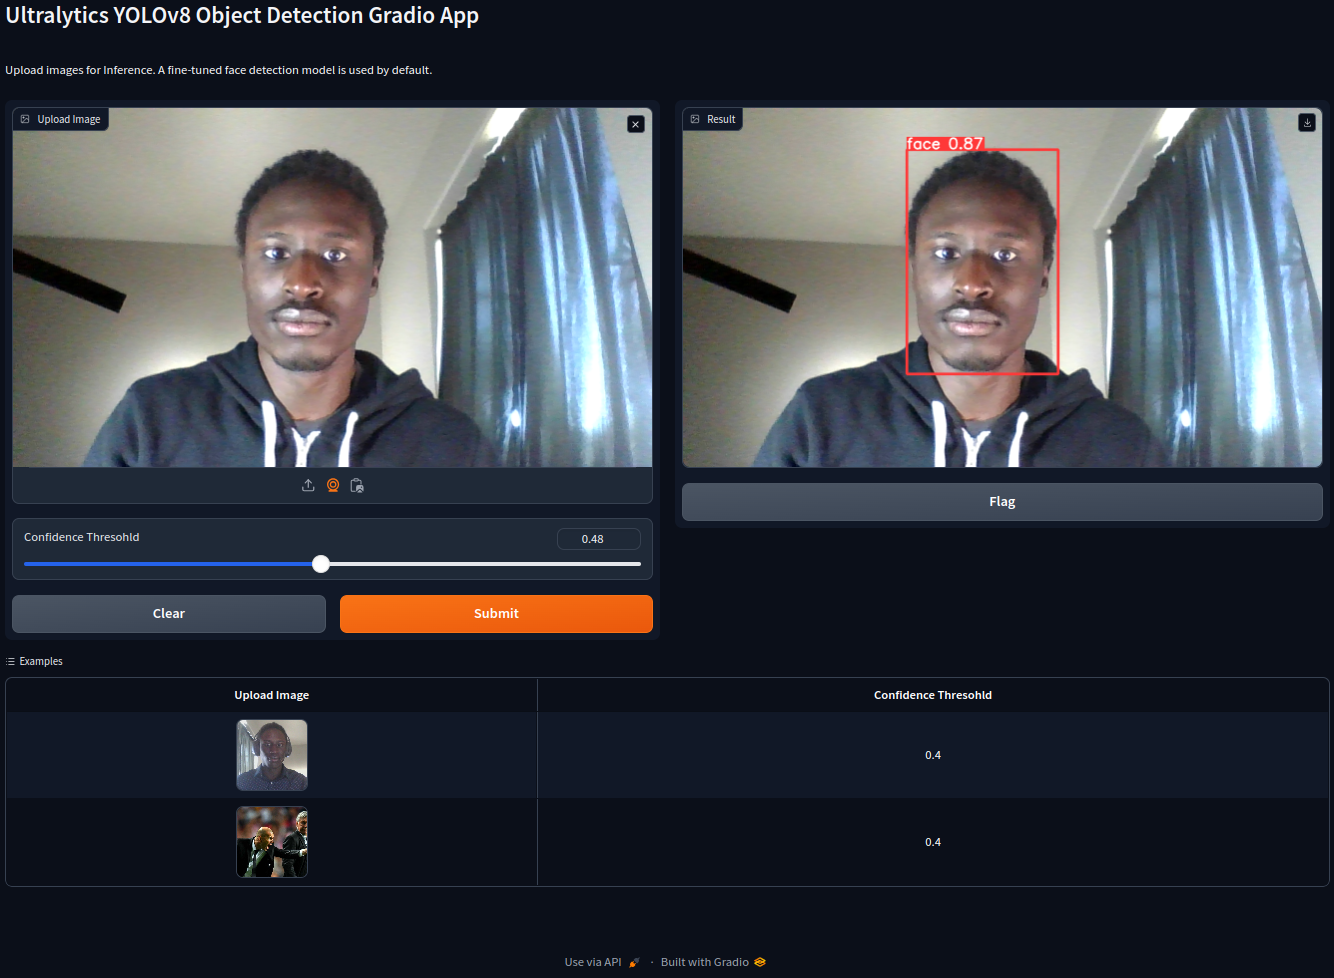 Ultralytics YOLOv8 Object Detection Gradio App
Upload images for Inference. A fine-tuned face detection model is used by default.
Upload Image
Result
face 0.87
Flag
Confidence Thresohld
0.48
Clear
Submit
Examples
Upload Image
Confidence Thresohld
0.4
0.4
Use via API
·
Built with Gradio